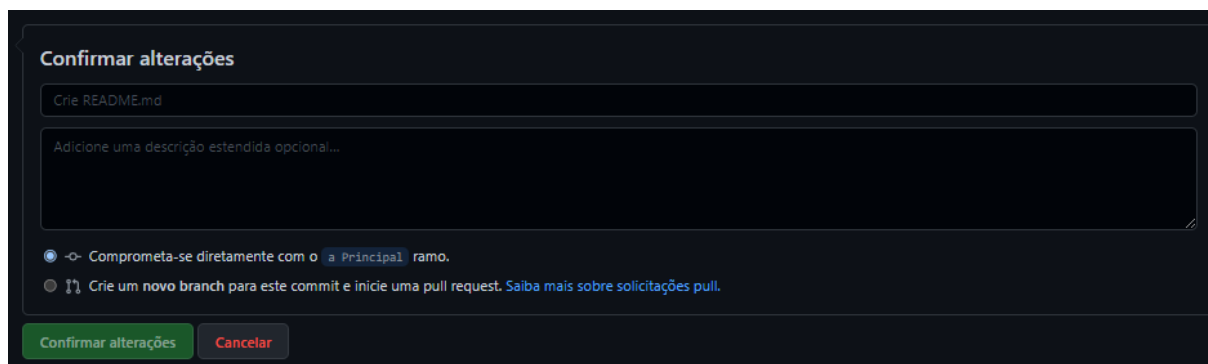 Confirmar alterações
Crie README.md
Adicione uma descrição estendida opcional...
Comprometa-se diretamente com o a Principal ramo.
Crie um novo branch para este commit e inicie uma pull request. Saiba mais sobre solicitações pull.
Confirmar alterações Cancelar